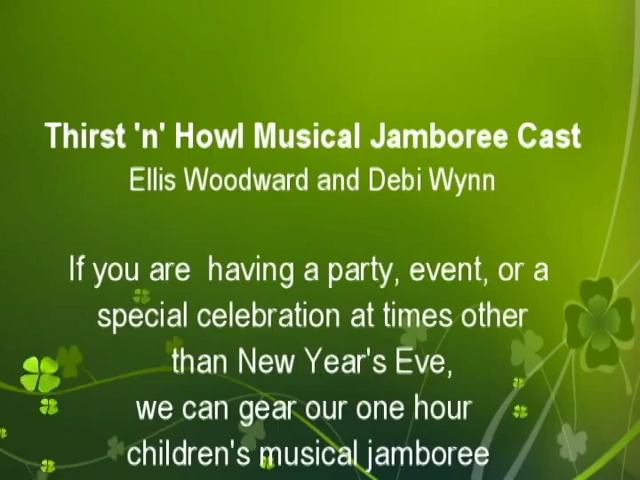 Thirst 'n' Howl Musical Jamboree Cast
Ellis Woodward and Debi Wynn
If you are  having a party, event, or a
special celebration at times other
than New Year's Eve,
we can gear our one hour
children's musical jamboree